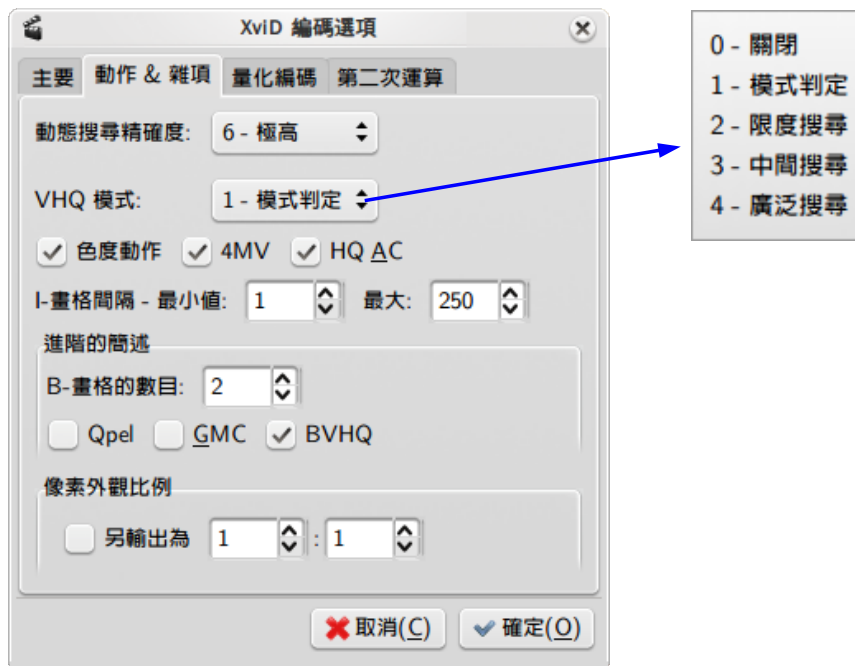 XviD 編碼選項
主要 動作 & 雜項 量化編碼 第二次運算
動態搜尋精確度: 6 - 極高
VHQ 模式: 1 - 模式判定
色度動作 4MV HQ AC
I-畫格間隔 - 最小值: 1 最大: 250
進階的簡述
B-畫格的數目: 2
Qpel GMC BVHQ
像素外觀比例
另輸出為 1 : 1
取消(C) 確定(O)
0 - 關閉
1 - 模式判定
2 - 限度搜尋
3 - 中間搜尋
4 - 廣泛搜尋